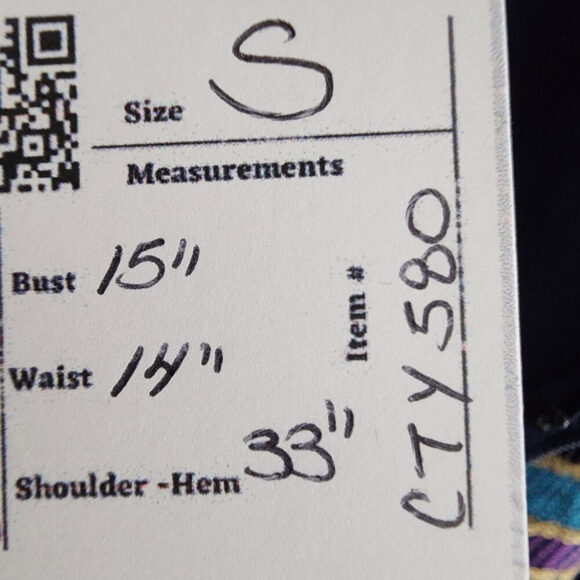 Size S
Measurements
Bust 15"
Waist 14"
Shoulder -Hem 33"
Item # CTY580